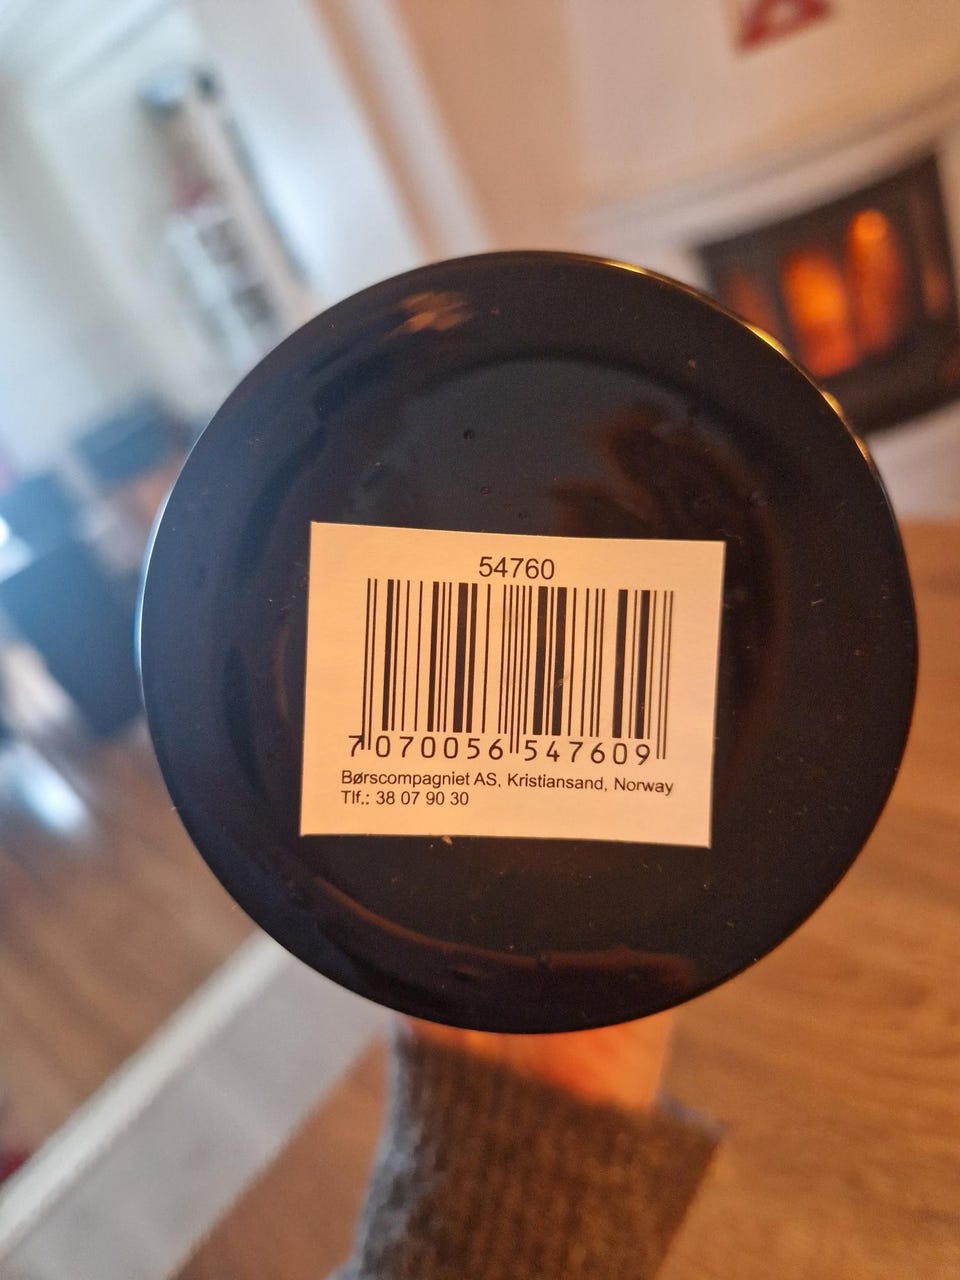 54760
7 070056 547609
Børscompagniet AS, Kristiansand, Norway
Tlf.: 38 07 90 30